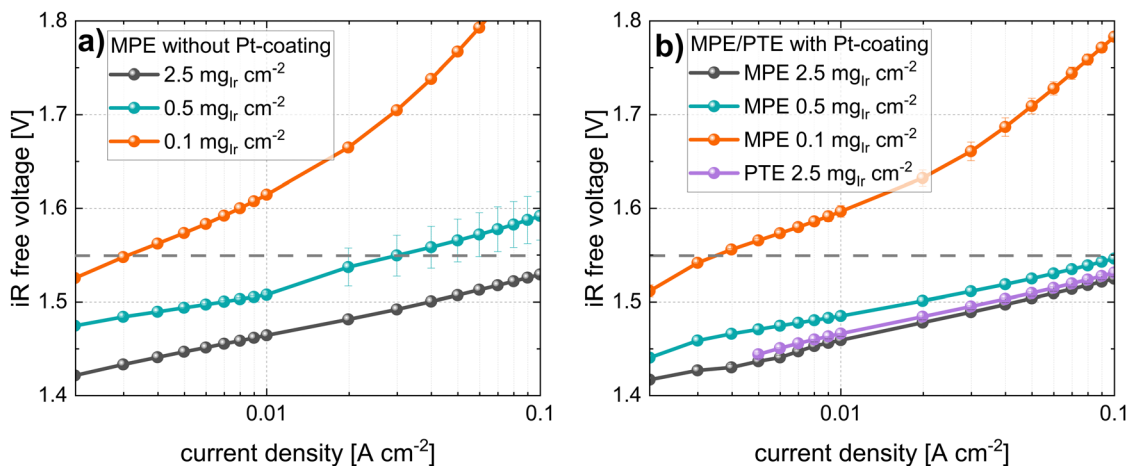 a)
MPE without Pt-coating
2.5 mgIr cm-2
0.5 mgIr cm-2
0.1 mgIr cm-2
1.8
1.7
1.6
1.5
1.4
iR free voltage [V]
0.01
0.1
current density [A cm-2]
b)
MPE/PTE with Pt-coating
MPE 2.5 mgIr cm-2
MPE 0.5 mgIr cm-2
MPE 0.1 mgIr cm-2
PTE 2.5 mgIr cm-2
1.8
1.7
1.6
1.5
1.4
iR free voltage [V]
0.01
0.1
current density [A cm-2]